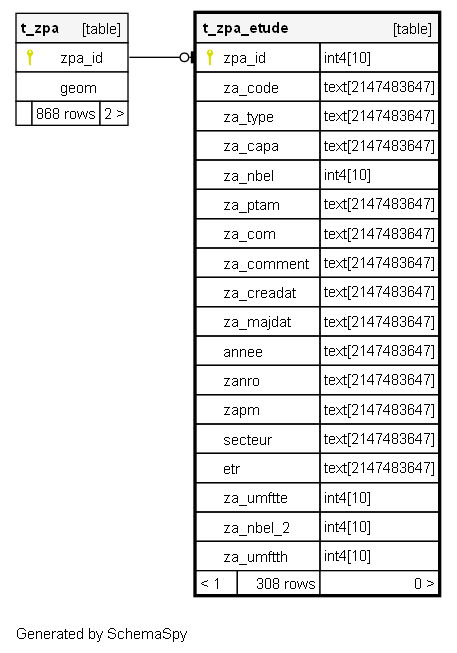 t_zpa [table]
zpa_id
geom
868 rows 2 >
t_zpa_etude [table]
zpa_id int4[10]
za_code text[2147483647]
za_type text[2147483647]
za_capa text[2147483647]
za_nbel int4[10]
za_ptam text[2147483647]
za_com text[2147483647]
za_comment text[2147483647]
za_creadat text[2147483647]
za_majdat text[2147483647]
annee text[2147483647]
zanro text[2147483647]
zapm text[2147483647]
secteur text[2147483647]
etr text[2147483647]
za_umftte int4[10]
za_nbel_2 int4[10]
za_umftth int4[10]
< 1 308 rows 0 >
Generated by SchemaSpy